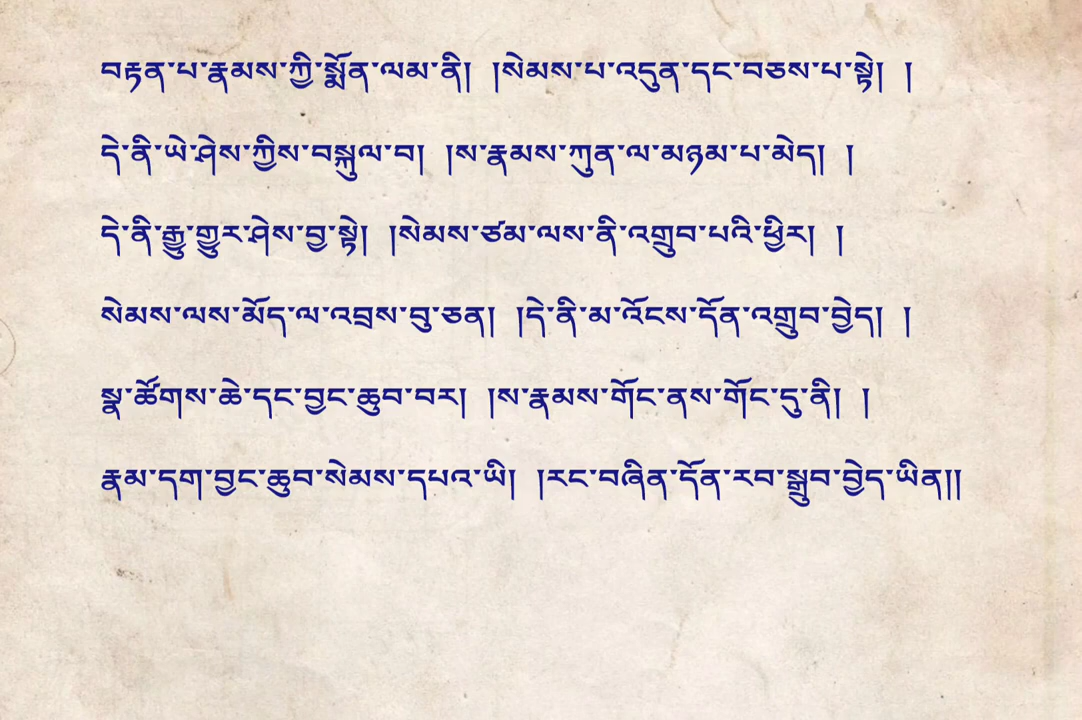 བརྟན་པ་རྣམས་ཀྱི་སྨོན་ལམ་ནི། །སེམས་པ་འདུན་དང་བཅས་པ་སྟེ། །
དེ་ནི་ཡེ་ཤེས་ཀྱིས་བསྐུལ་བ། །ས་རྣམས་ཀུན་ལ་མཉམ་པ་མེད། །
དེ་ནི་རྒྱུ་གྱུར་ཤེས་བྱ་སྟེ། །སེམས་ཙམ་ལས་ནི་འགྲུབ་པའི་ཕྱིར། །
སེམས་ལས་མོད་ལ་འབྲས་བུ་ཅན། །དེ་ནི་མ་འོངས་དོན་འགྲུབ་བྱེད། །
སྣ་ཚོགས་ཆེ་དང་བྱང་ཆུབ་བར། །ས་རྣམས་གོང་ནས་གོང་དུ་ནི། །
རྣམ་དག་བྱང་ཆུབ་སེམས་དཔའ་ཡི། །རང་བཞིན་དོན་རབ་སྒྲུབ་བྱེད་ཡིན།།